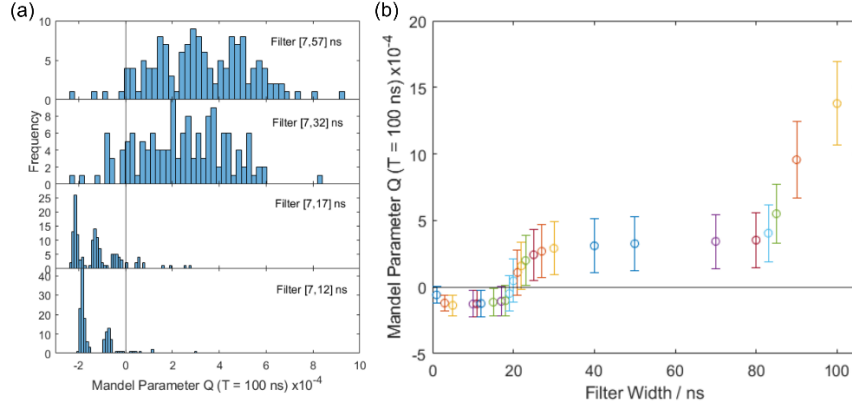 (a)
10
Filter [7,57] ns
5
0
Filter [7,32] ns
8
6
4
2
0
25
Filter [7,17] ns
20
15
10
5
0
40
Filter [7,12] ns
30
20
10
0
-2 0 2 4 6 8 10
Frequency
Mandel Parameter Q (T = 100 ns) x10-4
(b)
20
15
10
5
0
-5
0 20 40 60 80 100
Mandel Parameter Q (T = 100 ns) x10-4
Filter Width / ns